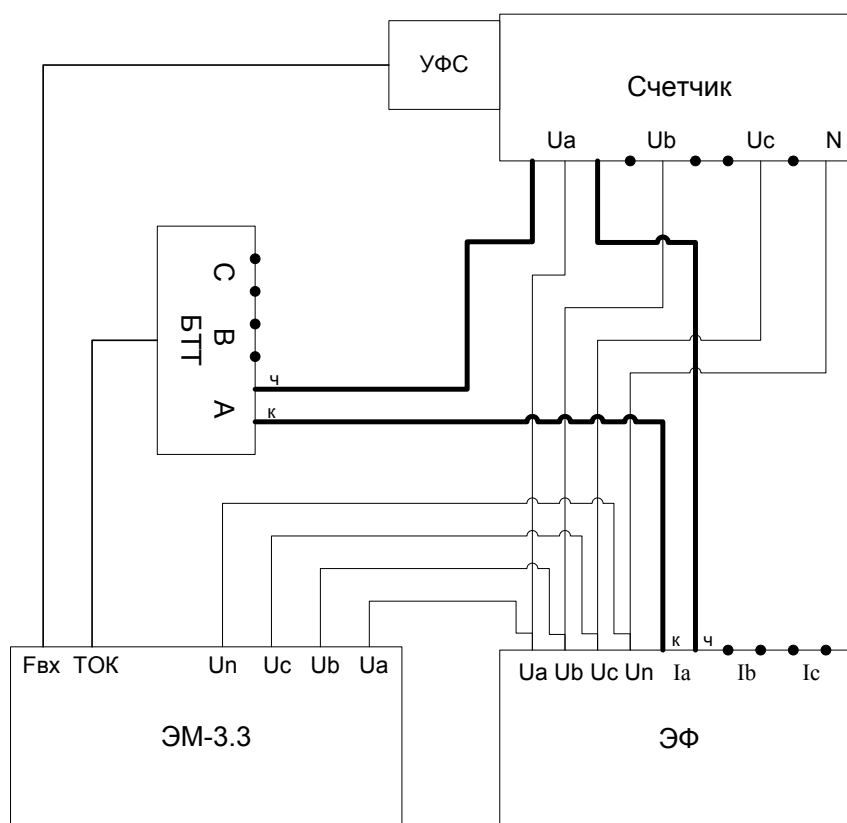 УФС
Счетчик
Ua Ub Uc N
С
В
БТТ
А
ч
к
к ч
Fвх ТОК Un Uc Ub Ua
Ua Ub Uc Un Ia Ib Ic
ЭМ-3.3
ЭФ